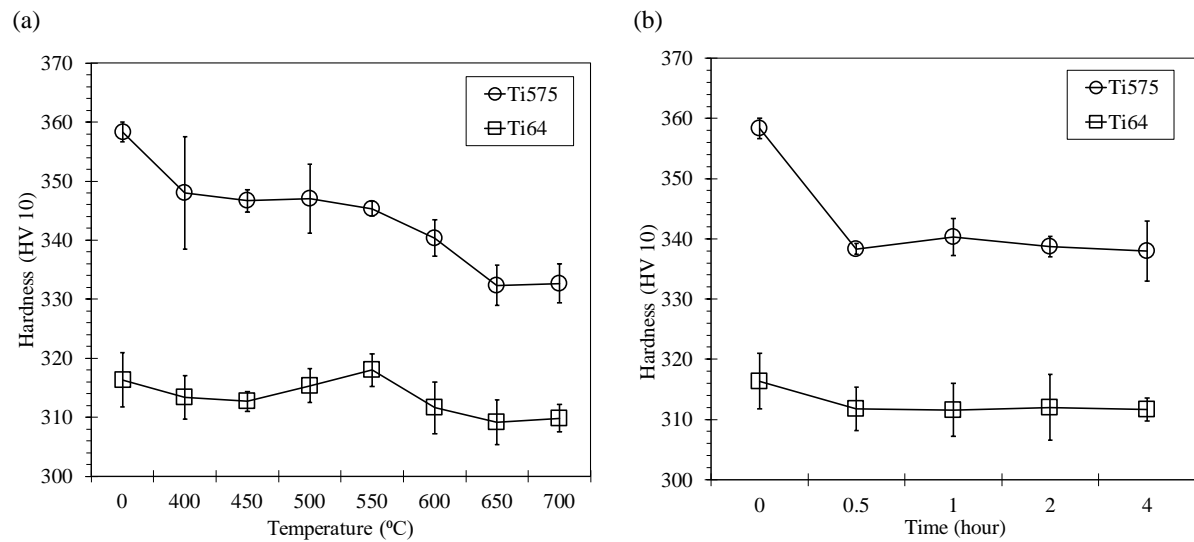 (a)
370
360
350
340
330
320
310
300
Hardness (HV 10)
Ti575
Ti64
0 400 450 500 550 600 650 700
Temperature (⁰C)
(b)
370
360
350
340
330
320
310
300
Hardness (HV 10)
Ti575
Ti64
0 0.5 1 2 4
Time (hour)